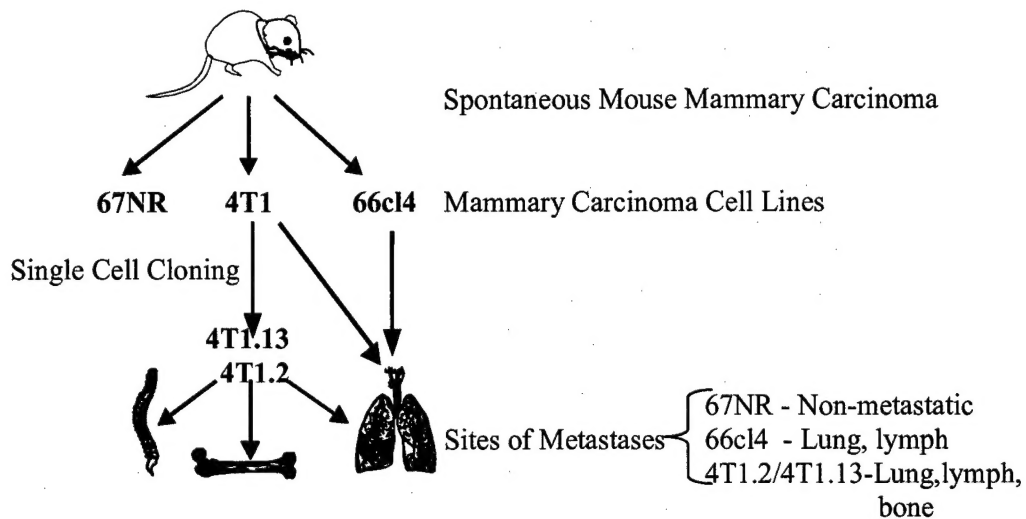 Spontaneous Mouse Mammary Carcinoma
67NR 4T1 66cl4 Mammary Carcinoma Cell Lines
Single Cell Cloning
4T1.13
4T1.2
Sites of Metastases
67NR - Non-metastatic
66cl4 - Lung, lymph
4T1.2/4T1.13-Lung,lymph,
bone